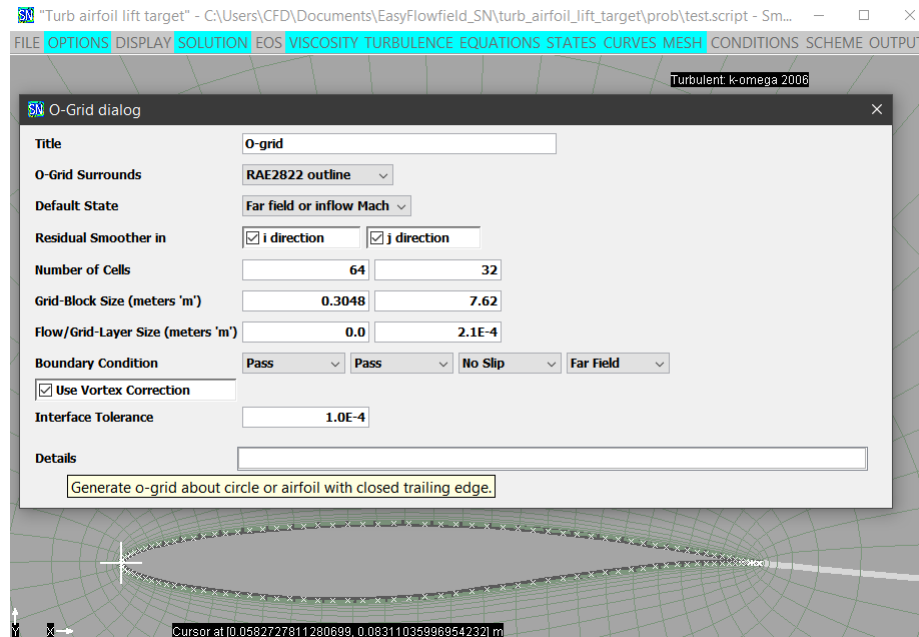 "Turb airfoil lift target" - C:\Users\CFD\Documents\EasyFlowfield_SN\turb_airfoil_lift_target\prob\test.script - Sm...
FILE OPTIONS DISPLAY SOLUTION EOS VISCOSITY TURBULENCE EQUATIONS STATES CURVES MESH CONDITIONS SCHEME OUTPU
Turbulent: k-omega 2006
SN O-Grid dialog
Title O-grid
O-Grid Surrounds RAE2822 outline
Default State Far field or inflow Mach
Residual Smoother in i direction j direction
Number of Cells 64 32
Grid-Block Size (meters 'm') 0.3048 7.62
Flow/Grid-Layer Size (meters 'm') 0.0 2.1E-4
Boundary Condition Pass Pass No Slip Far Field
Use Vortex Correction
Interface Tolerance 1.0E-4
Details
Generate o-grid about circle or airfoil with closed trailing edge.
Y X Cursor at [0.0582727811280699, 0.08311035996954232] m